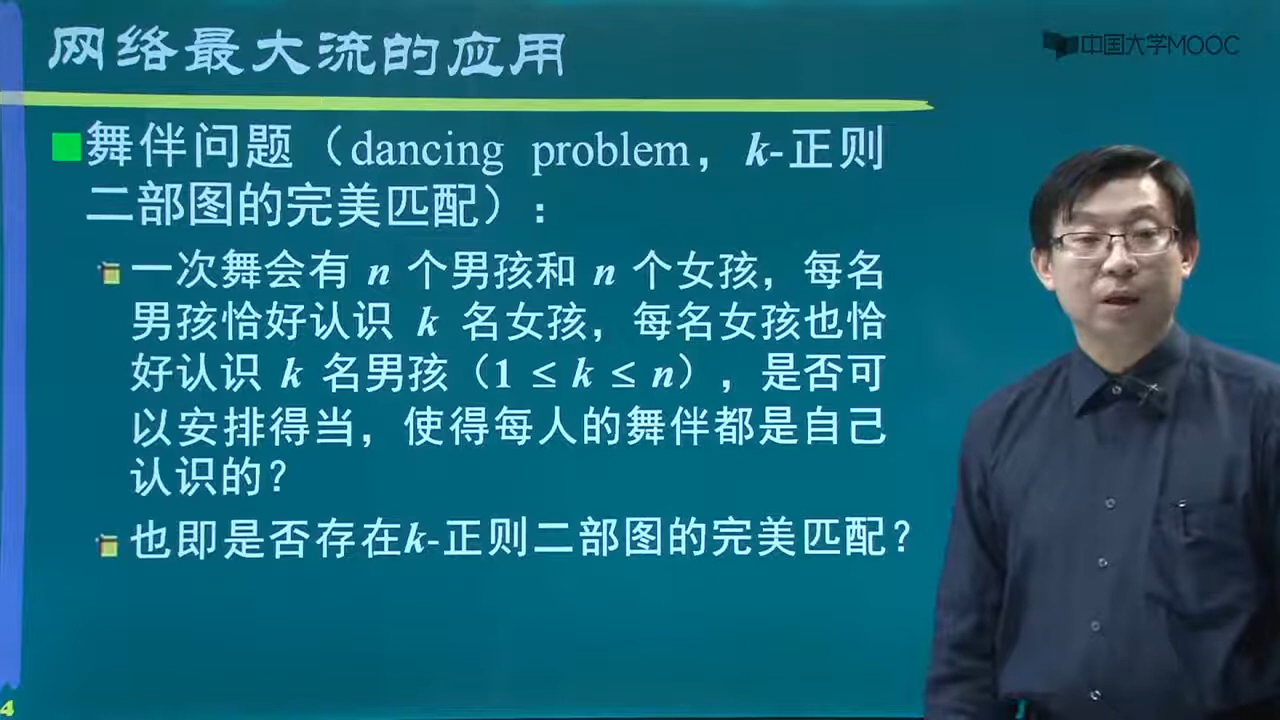 网络最大流的应用
中国大学MOOC
舞伴问题（dancing problem，k-正则
二部图的完美匹配）：
一次舞会有 n 个男孩和 n 个女孩，每名
男孩恰好认识 k 名女孩，每名女孩也恰
好认识 k 名男孩（1 ≤ k ≤ n），是否可
以安排得当，使得每人的舞伴都是自己
认识的？
也即是否存在k-正则二部图的完美匹配？
4